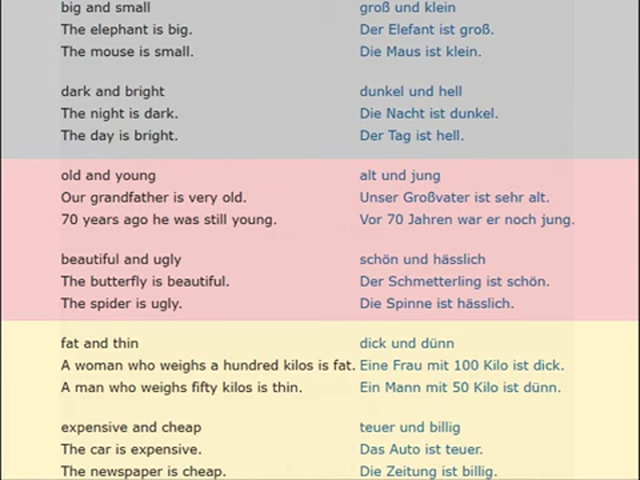 big and small groß und klein
The elephant is big. Der Elefant ist groß.
The mouse is small. Die Maus ist klein.
dark and bright dunkel und hell
The night is dark. Die Nacht ist dunkel.
The day is bright. Der Tag ist hell.
old and young alt und jung
Our grandfather is very old. Unser Großvater ist sehr alt.
70 years ago he was still young. Vor 70 Jahren war er noch jung.
beautiful and ugly schön und hässlich
The butterfly is beautiful. Der Schmetterling ist schön.
The spider is ugly. Die Spinne ist hässlich.
fat and thin dick und dünn
A woman who weighs a hundred kilos is fat. Eine Frau mit 100 Kilo ist dick.
A man who weighs fifty kilos is thin. Ein Mann mit 50 Kilo ist dünn.
expensive and cheap teuer und billig
The car is expensive. Das Auto ist teuer.
The newspaper is cheap. Die Zeitung ist billig.